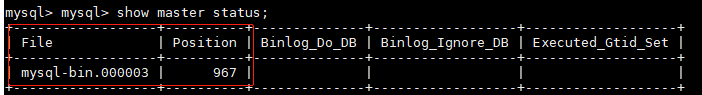 mysql> mysql> show master status;
+------------------+----------+--------------+------------------+-------------------+
| File             | Position | Binlog_Do_DB | Binlog_Ignore_DB | Executed_Gtid_Set |
+------------------+----------+--------------+------------------+-------------------+
| mysql-bin.000003 |      967 |              |                  |                   |
+------------------+----------+--------------+------------------+-------------------+